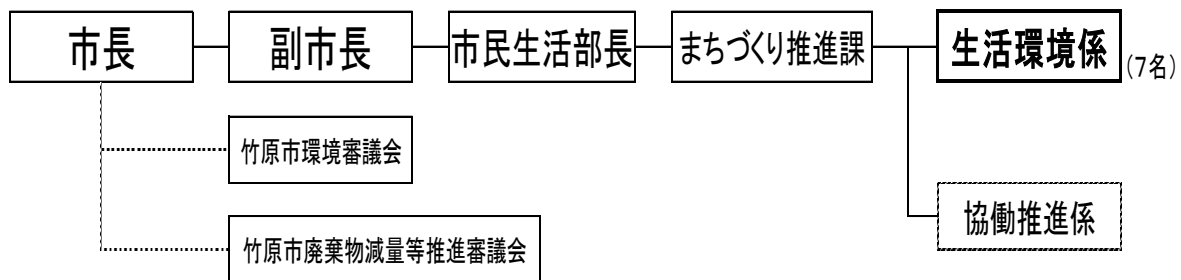 市長
副市長
市民生活部長
まちづくり推進課
生活環境係
(7名)
竹原市環境審議会
協働推進係
竹原市廃棄物減量等推進審議会